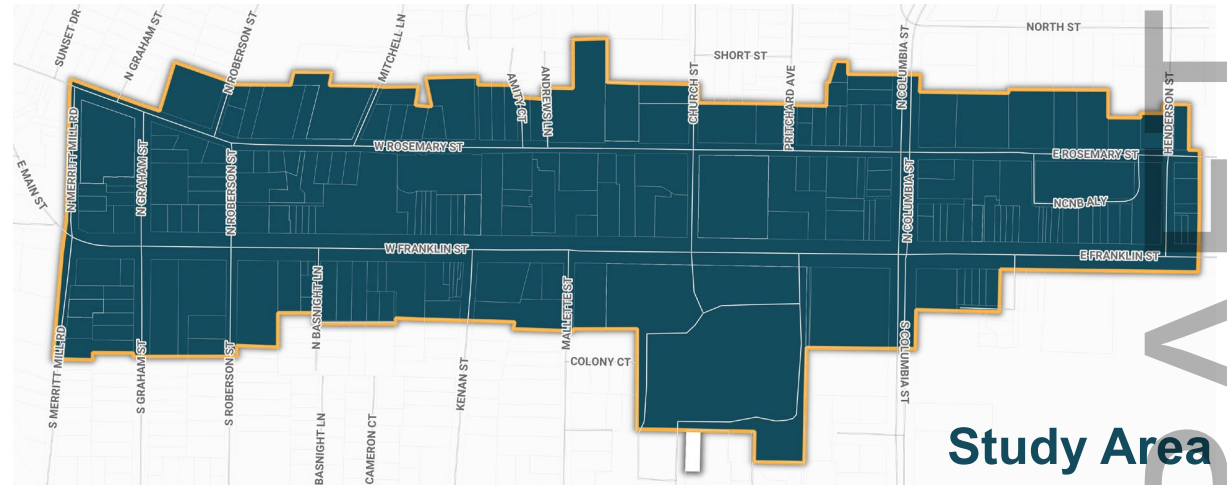 SUNSET DR
N GRAHAM ST
N ROBERSON ST
MITCHELL LN
NORTH ST
SHORT ST
N COLUMBIA ST
CHURCH ST
PRITCHARD AVE
AMITY CT
ANDREWS LN
HENDERSON ST
N MERRITT MILL RD
N GRAHAM ST
N ROBERSON ST
W ROSEMARY ST
E ROSEMARY ST
E MAIN ST
N COLUMBIA ST
NCNB ALY
W FRANKLIN ST
E FRANKLIN ST
N BASNIGHT LN
MALLETTE ST
S MERRITT MILL RD
S GRAHAM ST
S ROBERSON ST
KENAN ST
COLONY CT
S COLUMBIA ST
BASNIGHT LN
CAMERON CT
Study Area